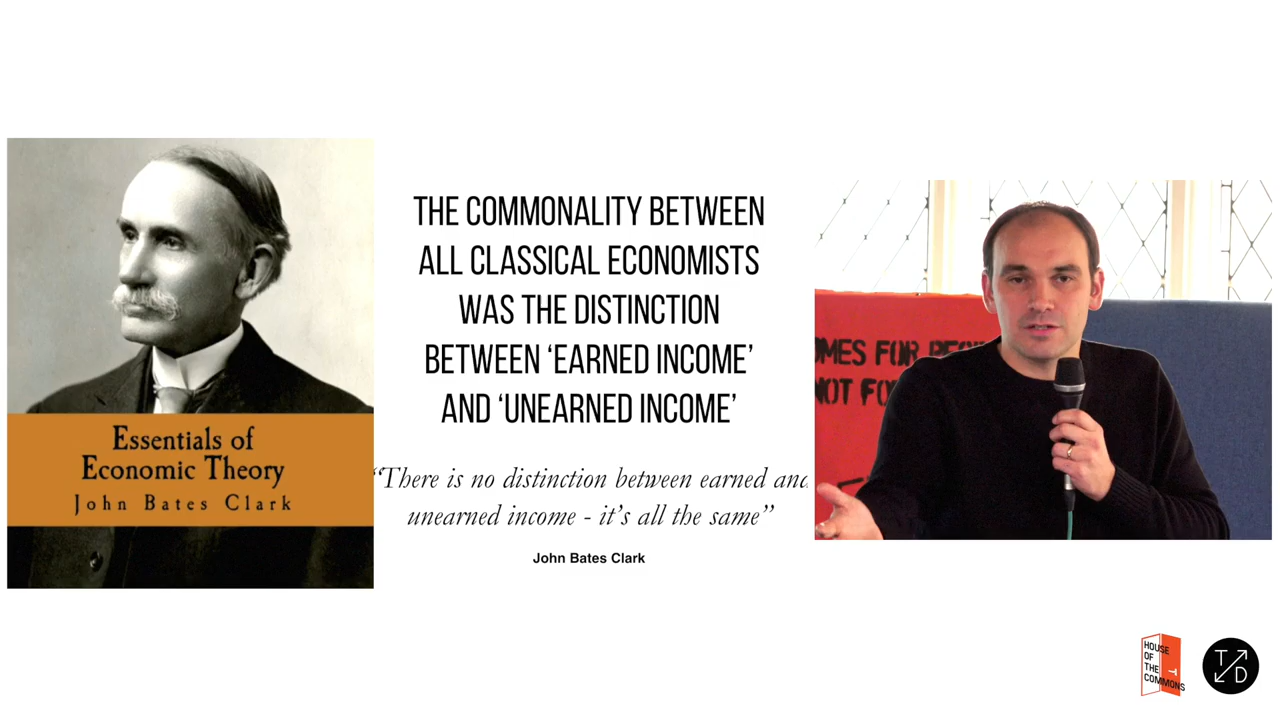 Essentials of
Economic Theory
John Bates Clark
THE COMMONALITY BETWEEN
ALL CLASSICAL ECONOMISTS
WAS THE DISTINCTION
BETWEEN ‘EARNED INCOME’
AND ‘UNEARNED INCOME’
“There is no distinction between earned and
unearned income - it’s all the same”
John Bates Clark
NOT
HOUSE
OF
THE
COMMONS
T
D